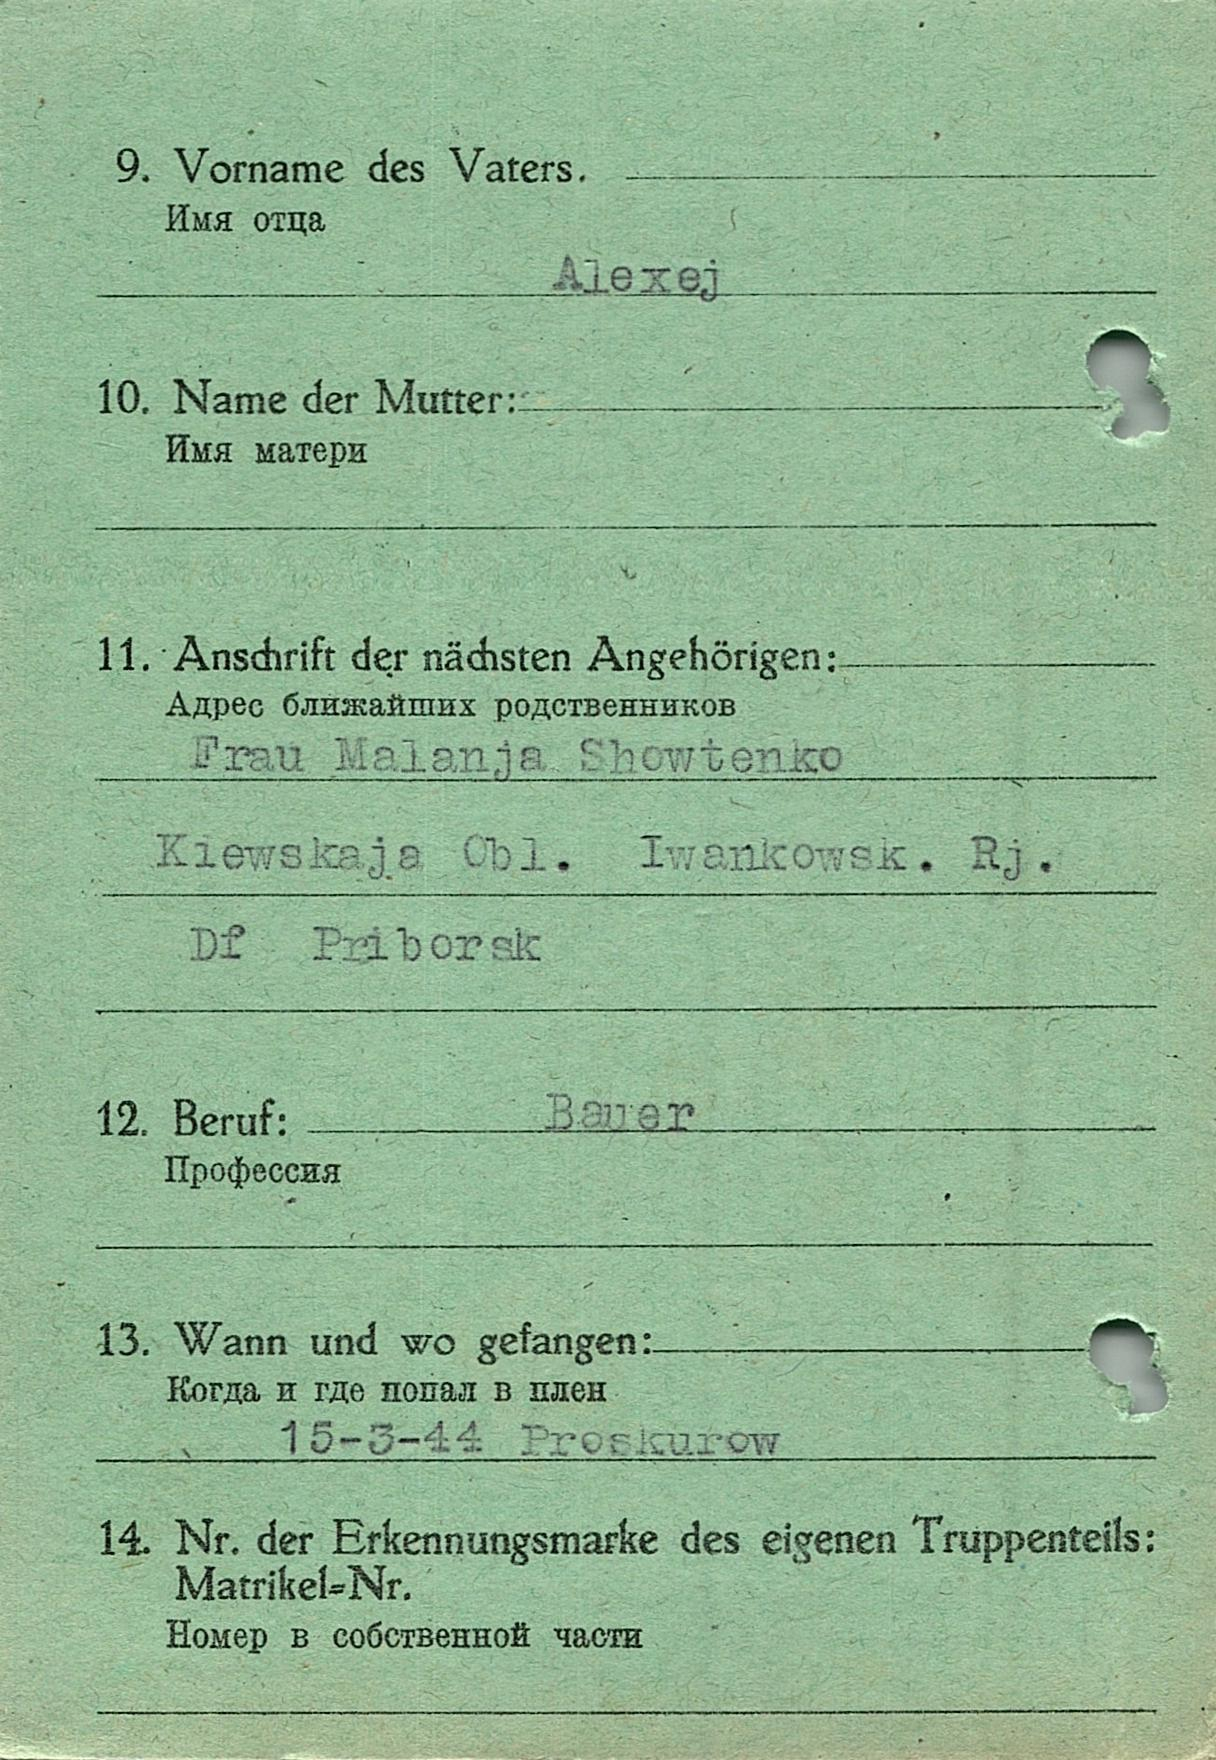 9. Vorname des Vaters.
Имя отца
Alexej
10. Name der Mutter:
Имя матери
11. Anschrift der nächsten Angehörigen:
Адрес ближайших родственников
Frau Malanja Showtenko
Kiewskaja Obl. Iwankowsk. Rj.
Df Priborsk
12. Beruf: Bauer
Профессия
13. Wann und wo gefangen:
Когда и где попал в плен
15-3-44 Proskurow
14. Nr. der Erkennungsmarke des eigenen Truppenteils:
Matrikel=Nr.
Номер в собственной части